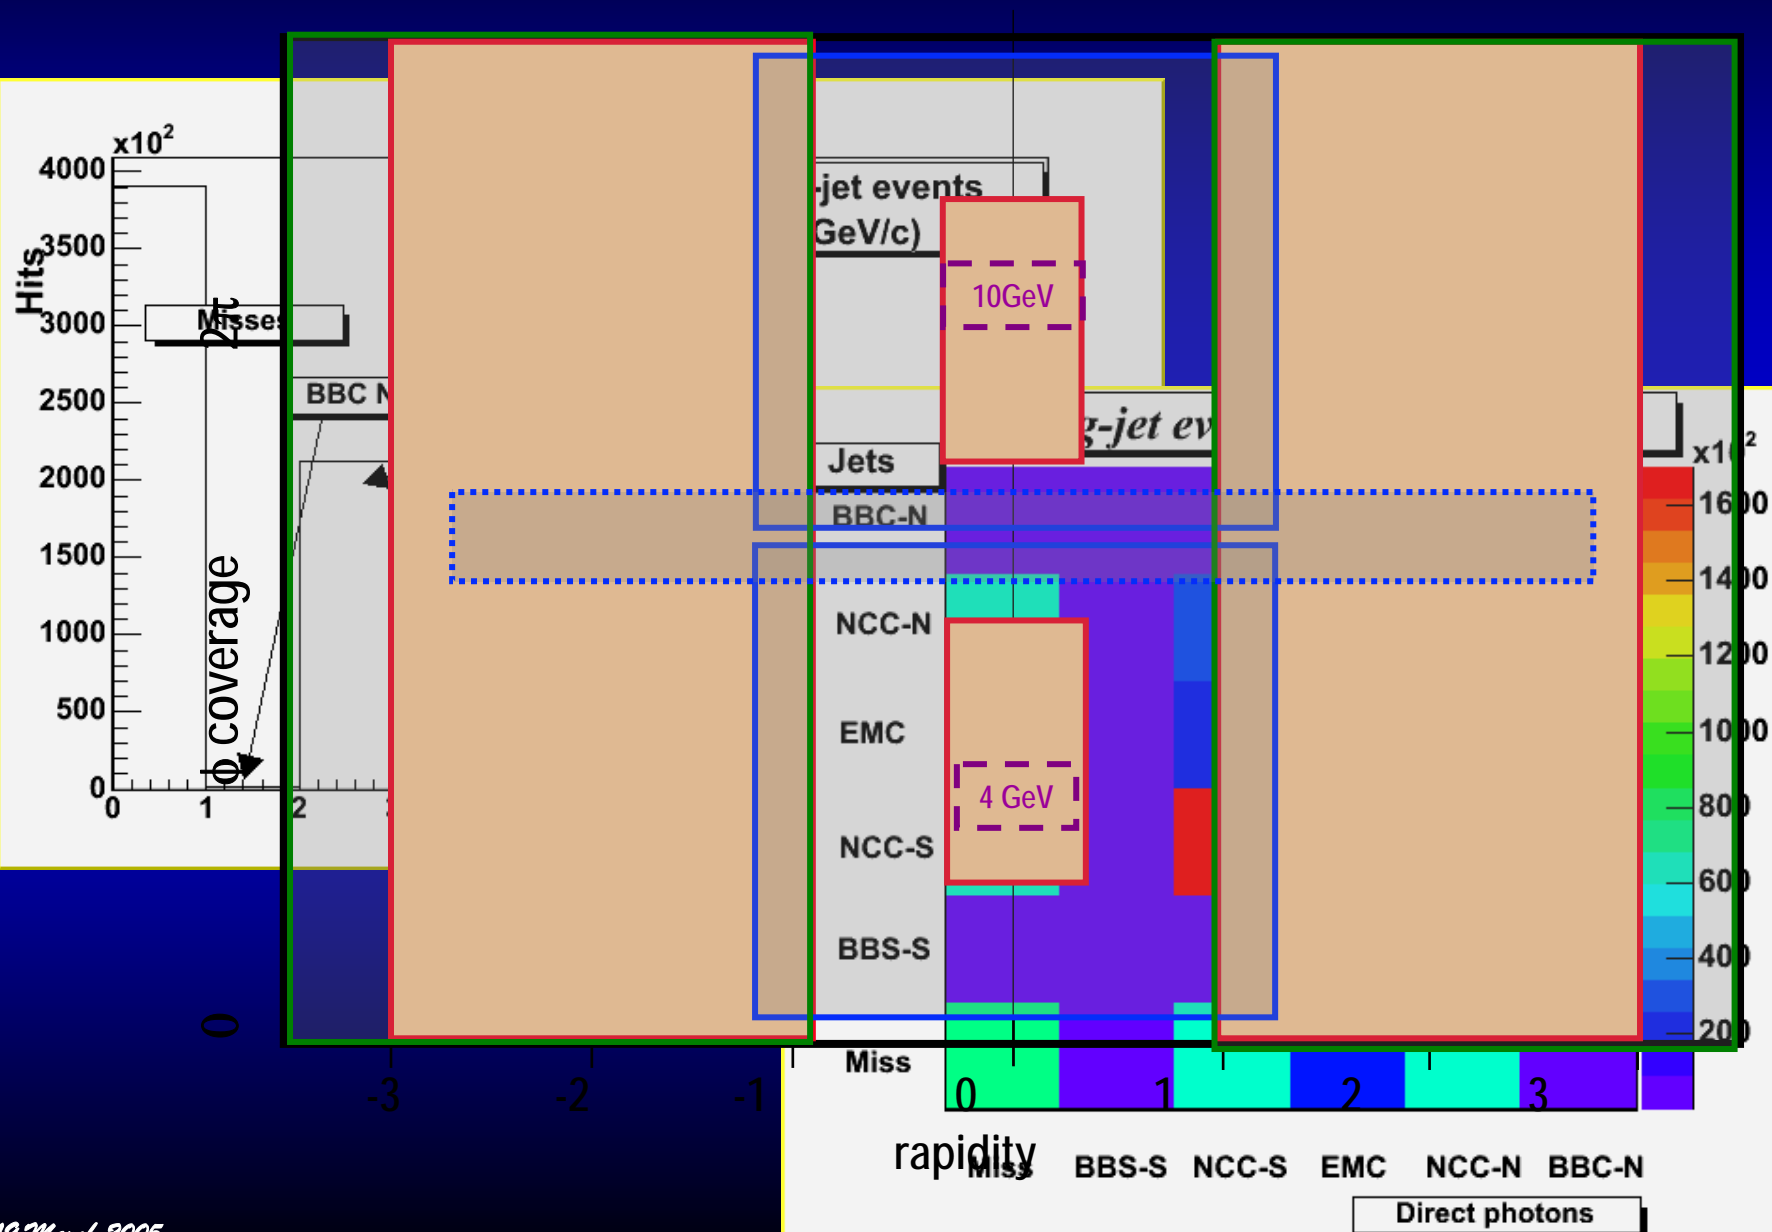 x10²
4000
3500
3000
2500
2000
1500
1000
500
0
Hits
0
1
2
Misses
BBC N
2π
ϕ coverage
0
-jet events
GeV/c)
10GeV
g-jet ev
Jets
BBC-N
NCC-N
EMC
4 GeV
NCC-S
BBS-S
Miss
x10²
1600
1400
1200
1000
800
600
400
200
-3
-2
-1
0
1
2
3
rapidity
Miss
BBS-S
NCC-S
EMC
NCC-N
BBC-N
Direct photons
March 2005